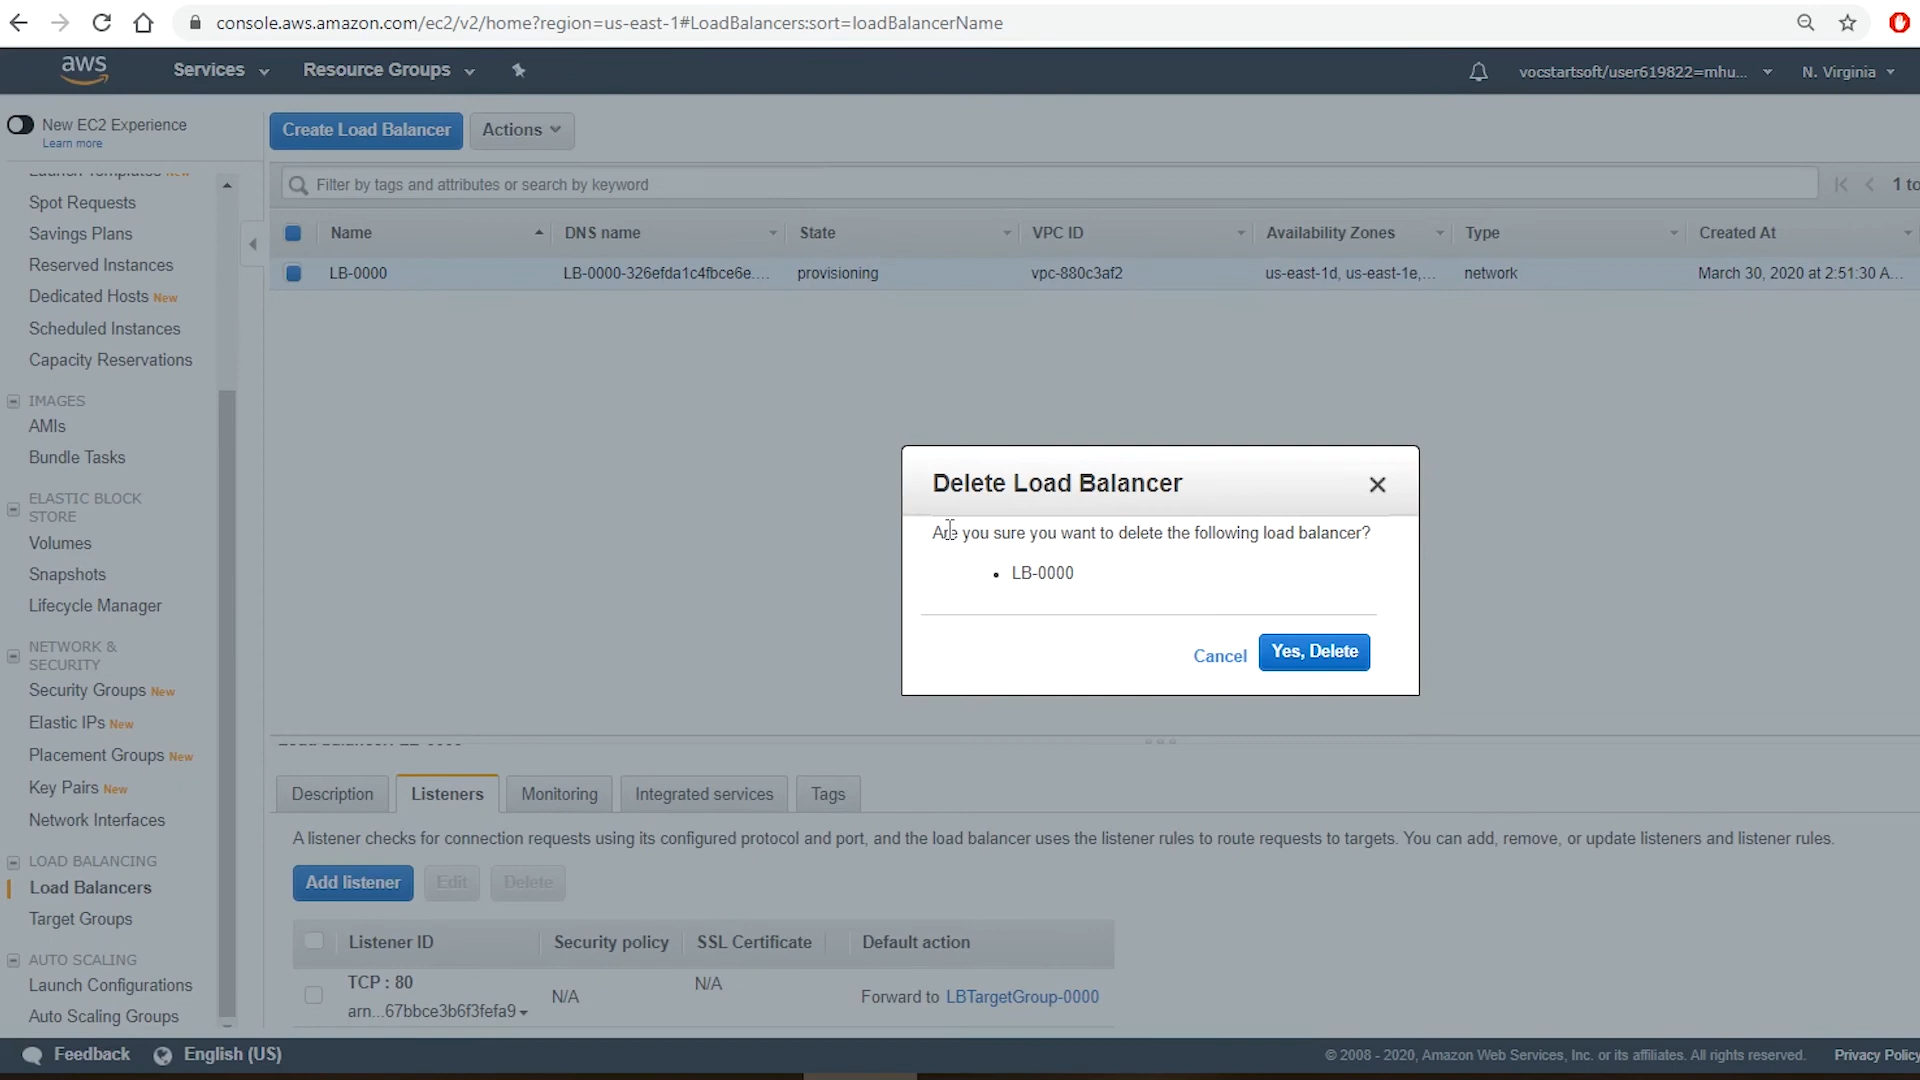 console.aws.amazon.com/ec2/v2/home?region=us-east-1#LoadBalancers:sort=loadBalancerName
aws Services Resource Groups vocstartsoft/user619822=mhu... N. Virginia
New EC2 Experience
Learn more
Create Load Balancer Actions
Launch Templates New
Filter by tags and attributes or search by keyword 1 to
Spot Requests
Savings Plans
Reserved Instances
Dedicated Hosts New
Scheduled Instances
Capacity Reservations
IMAGES
AMIs
Bundle Tasks
ELASTIC BLOCK
STORE
Volumes
Snapshots
Lifecycle Manager
NETWORK &
SECURITY
Security Groups New
Elastic IPs New
Placement Groups New
Key Pairs New
Network Interfaces
LOAD BALANCING
Load Balancers
Target Groups
AUTO SCALING
Launch Configurations
Auto Scaling Groups
Name DNS name State VPC ID Availability Zones Type Created At
LB-0000 LB-0000-326efda1c4fbce6e.... provisioning vpc-880c3af2 us-east-1d, us-east-1e,... network March 30, 2020 at 2:51:30 A...
Delete Load Balancer
Are you sure you want to delete the following load balancer?
LB-0000
Cancel Yes, Delete
Description Listeners Monitoring Integrated services Tags
A listener checks for connection requests using its configured protocol and port, and the load balancer uses the listener rules to route requests to targets. You can add, remove, or update listeners and listener rules.
Add listener Edit Delete
Listener ID Security policy SSL Certificate Default action
TCP : 80
arn...67bbce3b6f3fefa9
N/A
N/A
Forward to LBTargetGroup-0000
Feedback English (US) © 2008 - 2020, Amazon Web Services, Inc. or its affiliates. All rights reserved. Privacy Policy